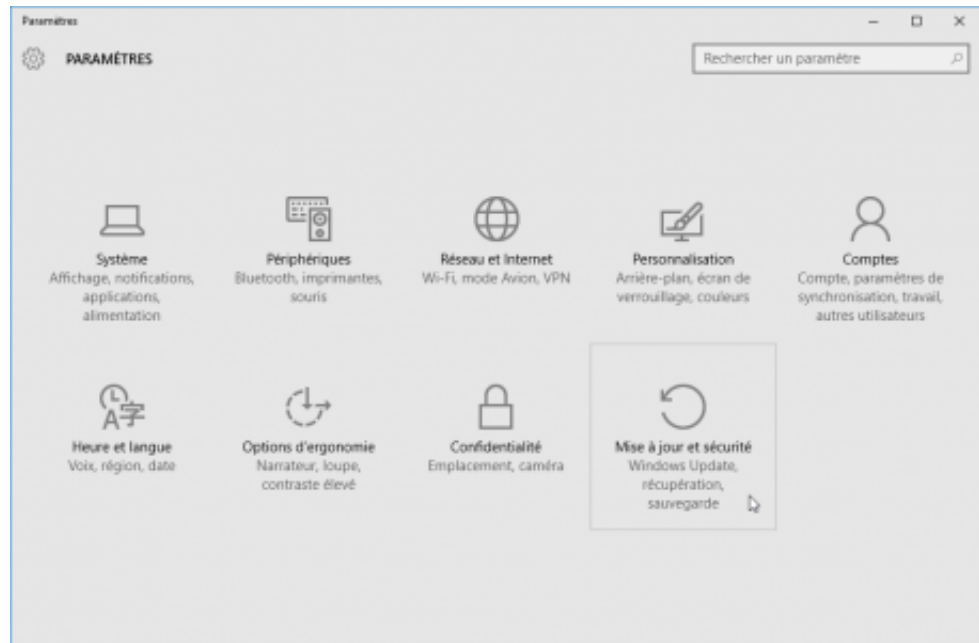 Paramètres
PARAMÈTRES
Rechercher un paramètre
Système
Affichage, notifications,
applications,
alimentation
Périphériques
Bluetooth, imprimantes,
souris
Réseau et Internet
Wi-Fi, mode Avion, VPN
Personnalisation
Arrière-plan, écran de
verrouillage, couleurs
Comptes
Compte, paramètres de
synchronisation, travail,
autres utilisateurs
Heure et langue
Voix, région, date
Options d'ergonomie
Narrateur, loupe,
contraste élevé
Confidentialité
Emplacement, caméra
Mise à jour et sécurité
Windows Update,
récupération,
sauvegarde